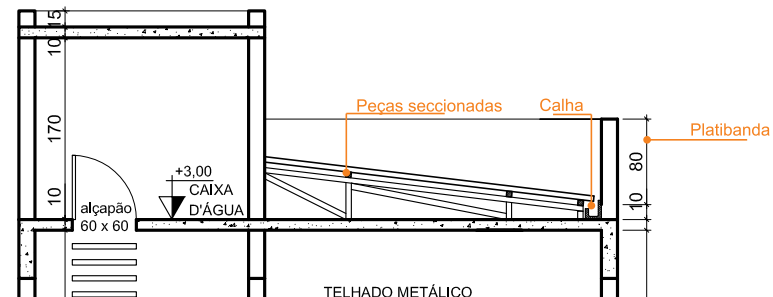 15
10
Peças seccionadas
Calha
170
Platibanda
80
+3,00
CAIXA
D'ÁGUA
10
alçapão
60 x 60
10
TELHADO METÁLICO